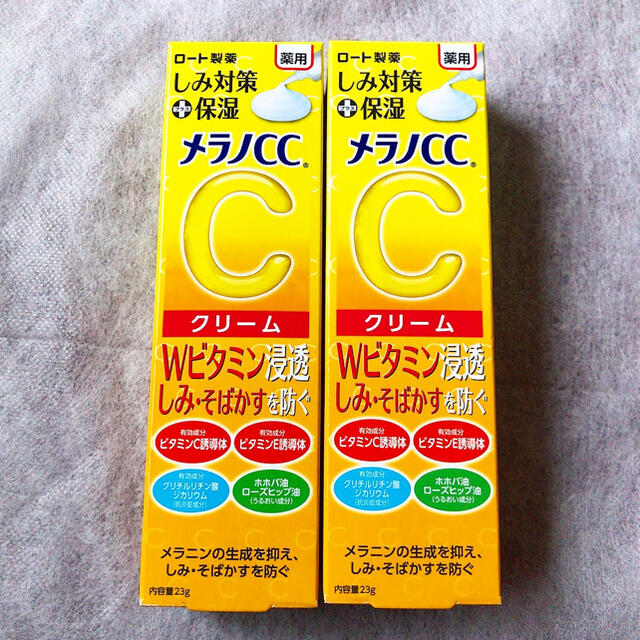 ロート製薬
薬用
しみ対策
プラス保湿
メラノCC®
C
クリーム
Wビタミン浸透
しみ・そばかすを防ぐ
有効成分
ビタミンC誘導体
有効成分
ビタミンE誘導体
有効成分
グリチルリチン酸
ジカリウム
(抗炎症成分)
ホホバ油
ローズヒップ油
(うるおい成分)
メラニンの生成を抑え、
しみ・そばかすを防ぐ
内容量23g
ロート製薬
薬用
しみ対策
プラス保湿
メラノCC®
C
クリーム
Wビタミン浸透
しみ・そばかすを防ぐ
有効成分
ビタミンC誘導体
有効成分
ビタミンE誘導体
有効成分
グリチルリチン酸
ジカリウム
(抗炎症成分)
ホホバ油
ローズヒップ油
(うるおい成分)
メラニンの生成を抑え、
しみ・そばかすを防ぐ
内容量23g